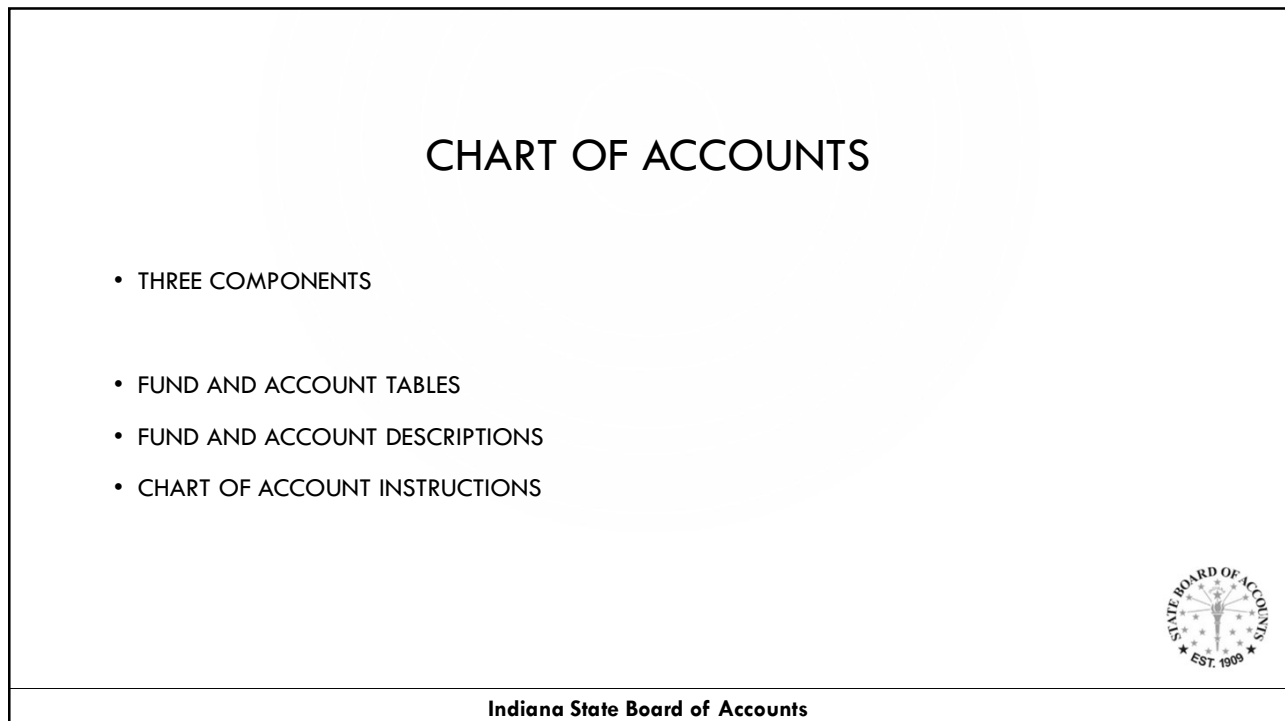 CHART OF ACCOUNTS
• THREE COMPONENTS
• FUND AND ACCOUNT TABLES
• FUND AND ACCOUNT DESCRIPTIONS
• CHART OF ACCOUNT INSTRUCTIONS
STATE BOARD OF ACCOUNTS
★ EST. 1909 ★
Indiana State Board of Accounts